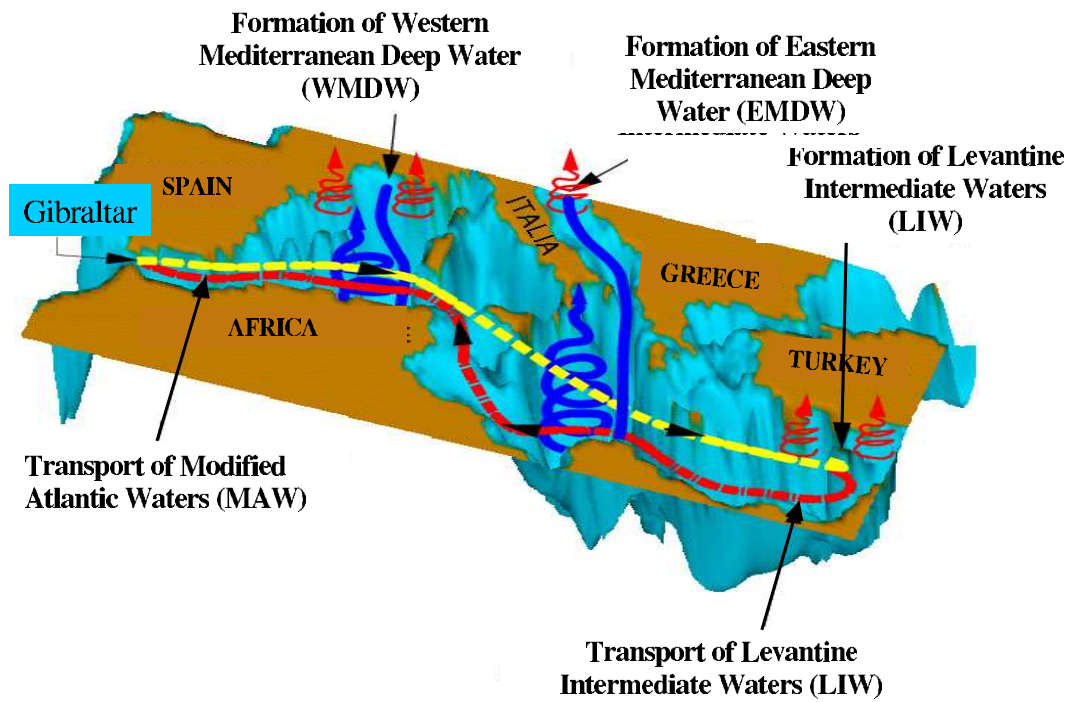 Formation of Western
Mediterranean Deep Water
(WMDW)
Formation of Eastern
Mediterranean Deep
Water (EMDW)
Intermediate Waters
Formation of Levantine
Intermediate Waters
(LIW)
SPAIN
Gibraltar
ITALIA
GREECE
AFRICA
TURKEY
Transport of Modified
Atlantic Waters (MAW)
Transport of Levantine
Intermediate Waters (LIW)